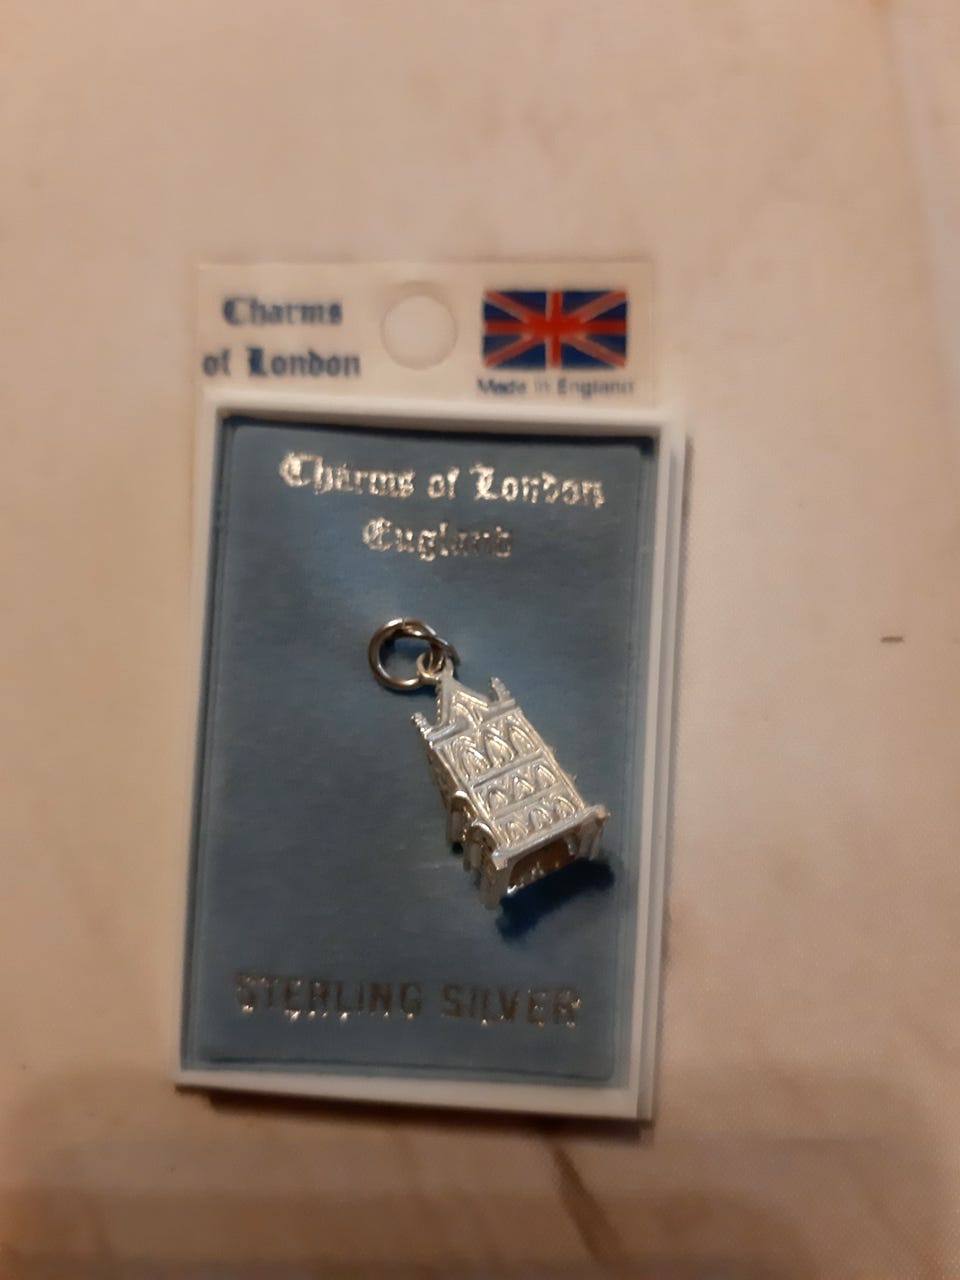 Charms
of London
Made in England
Charms of London
England
STERLING SILVER